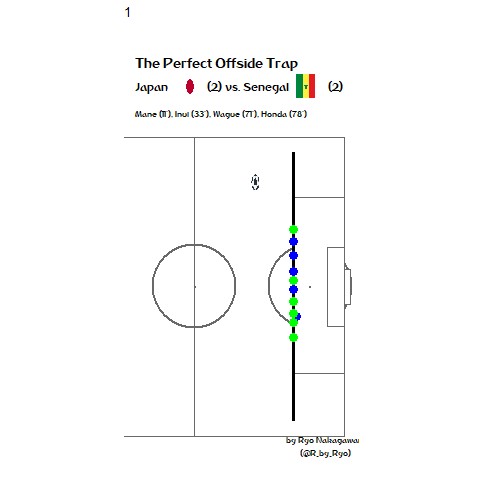 1
The Perfect Offside Trap
Japan (2) vs. Senegal (2)
Mane (11'), Inui (33'), Wague (71'), Honda (78')
by Ryo Nakagawa
(@R_by_Ryo)